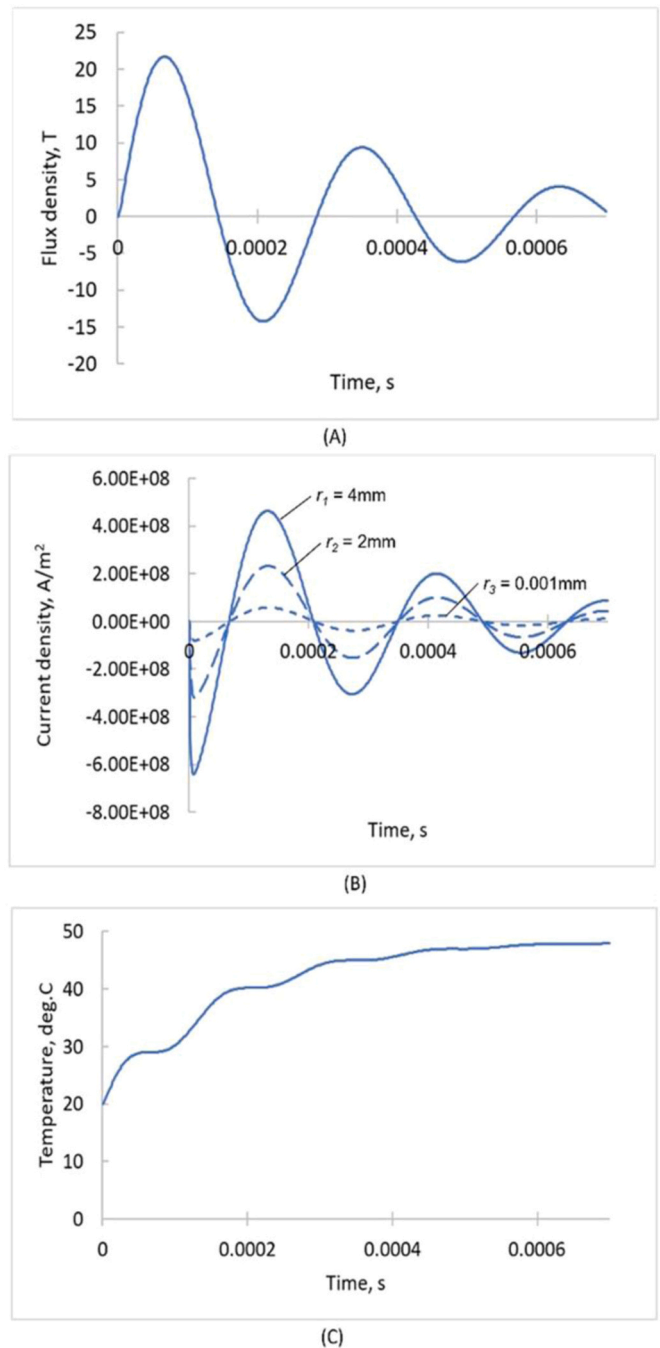 25
20
15
10
5
0
-5
-10
-15
-20
Flux density, T
0
0.0002
0.0004
0.0006
Time, s
(A)
6.00E+08
4.00E+08
2.00E+08
0.00E+00
-2.00E+08
-4.00E+08
-6.00E+08
-8.00E+08
Current density, A/m²
r₁ = 4mm
r₂ = 2mm
r₃ = 0.001mm
0
0.0002
0.0004
0.0006
Time, s
(B)
50
40
30
20
10
0
Temperature, deg.C
0
0.0002
0.0004
0.0006
Time, s
(C)